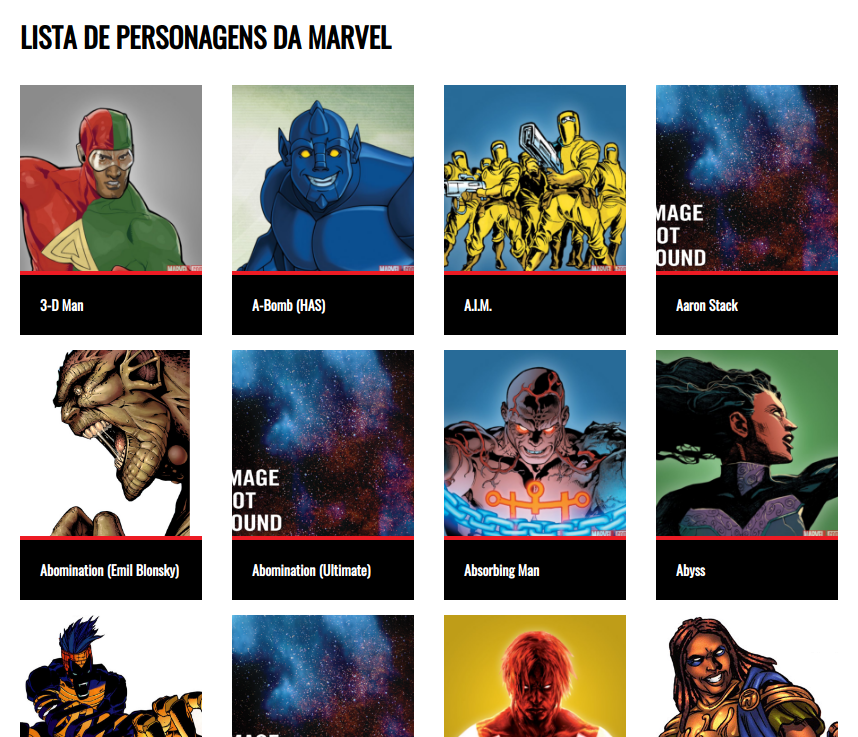 LISTA DE PERSONAGENS DA MARVEL
MAGE
OT
OUND
3-D Man
A-Bomb (HAS)
A.I.M.
Aaron Stack
MAGE
OT
OUND
Abomination (Emil Blonsky)
Abomination (Ultimate)
Absorbing Man
Abyss